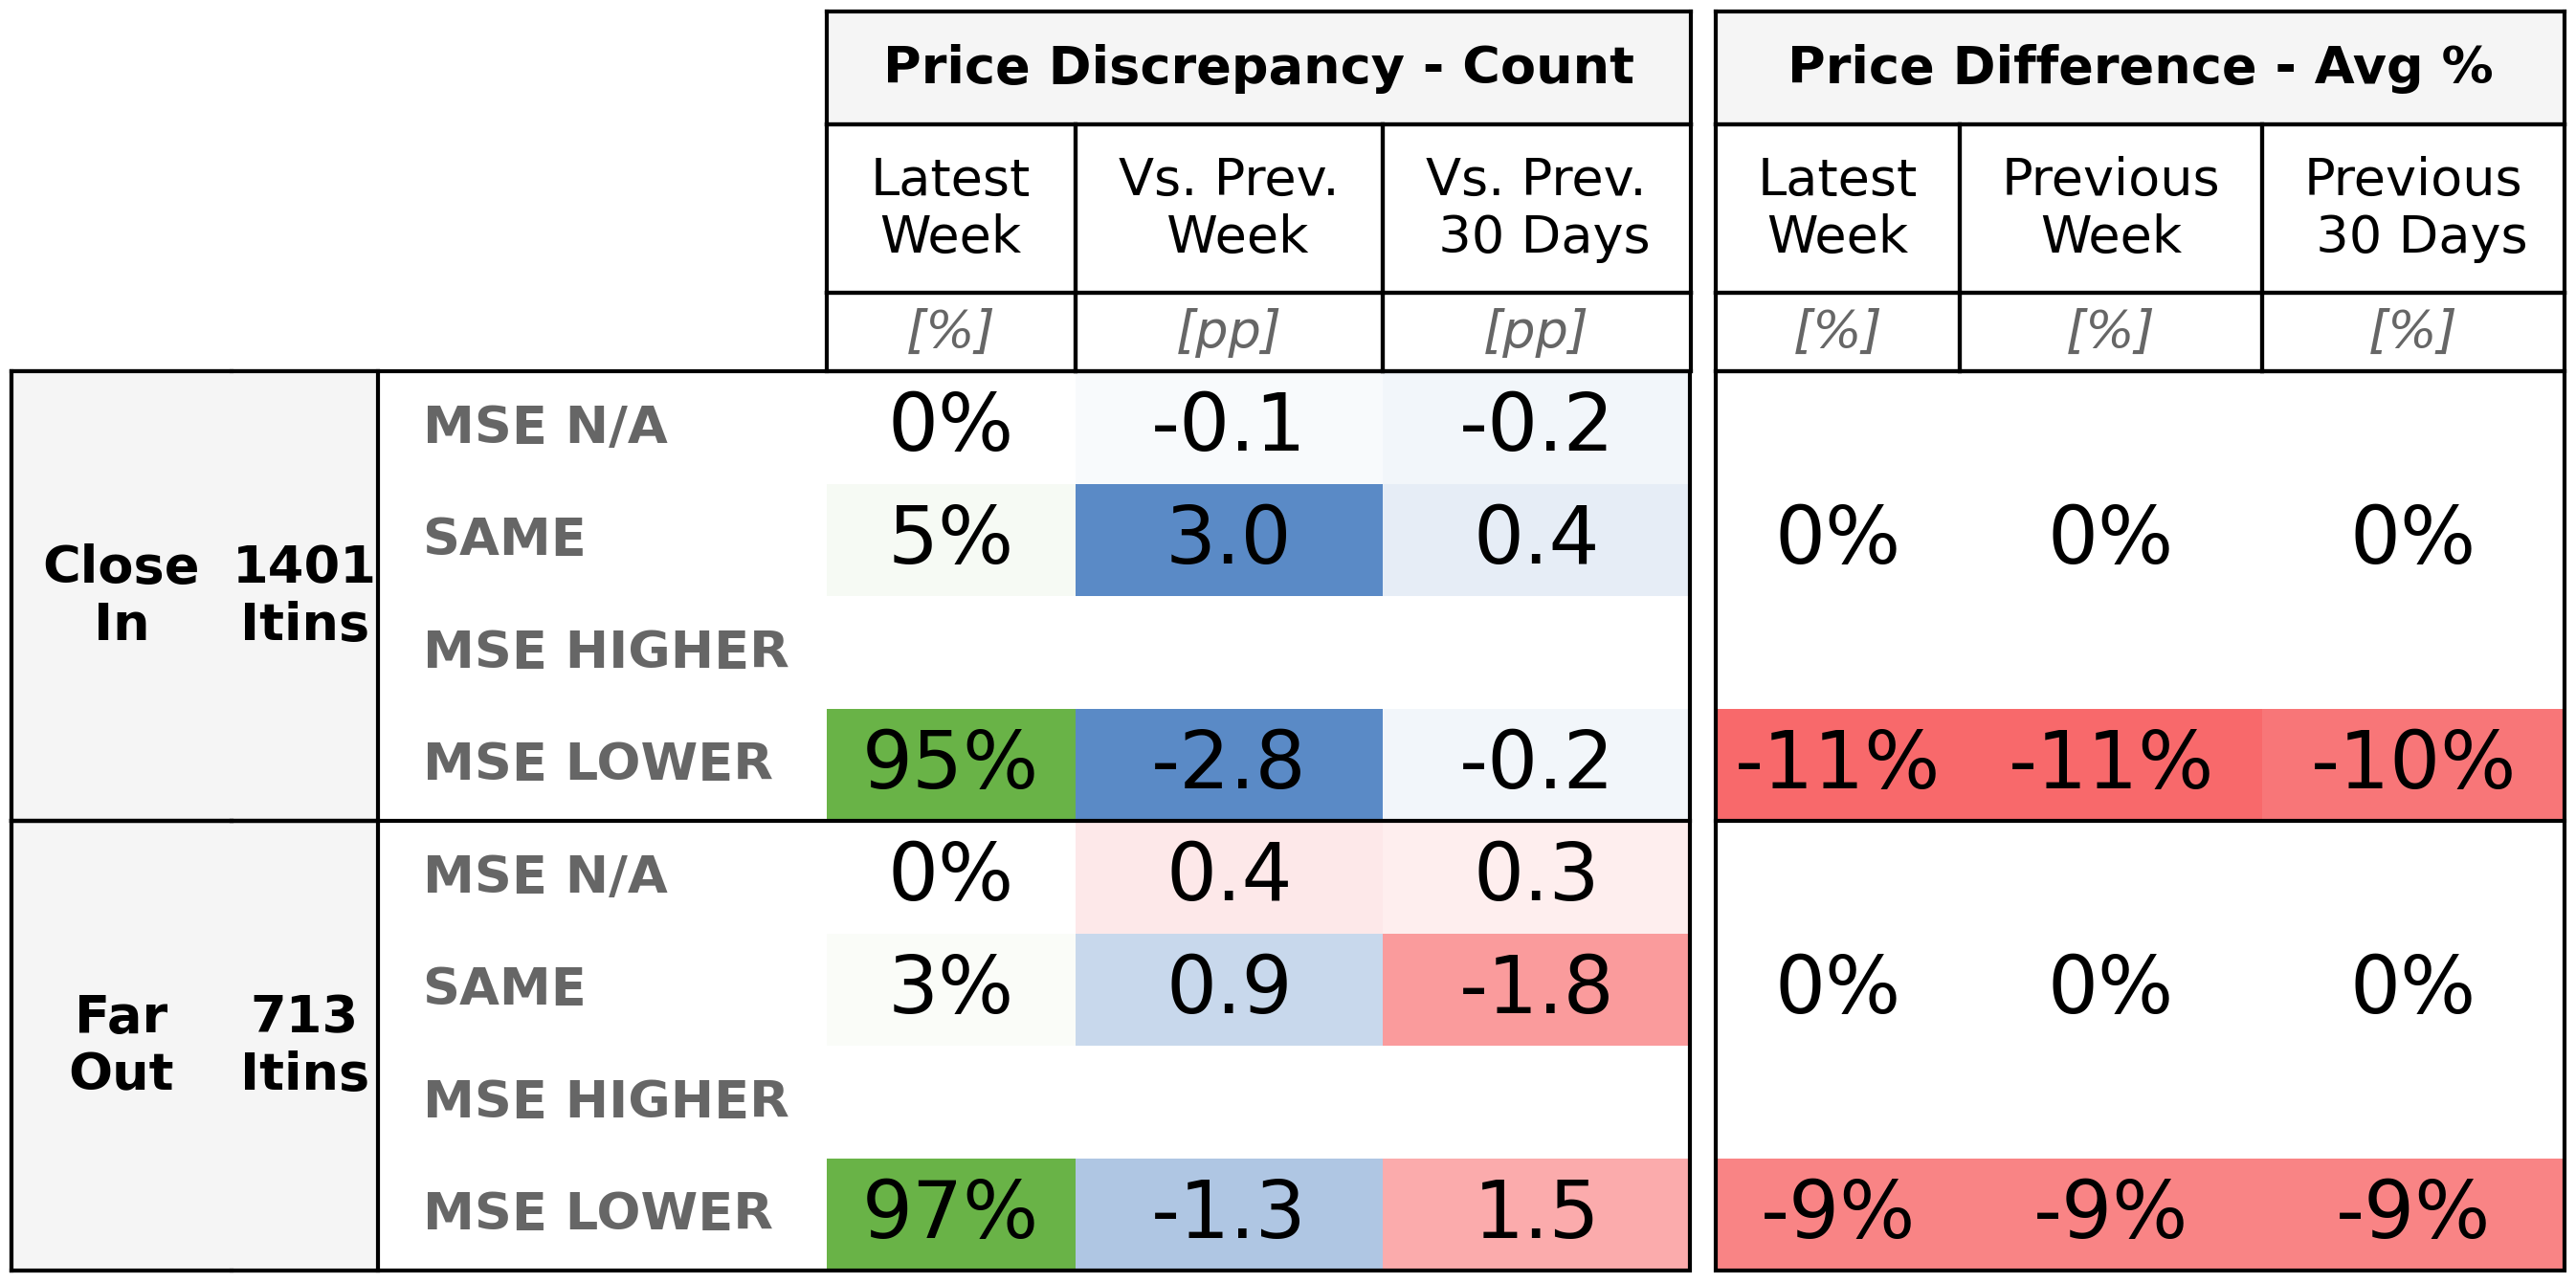 Price Discrepancy - Count
Price Difference - Avg %
Latest Week
Vs. Prev. Week
Vs. Prev. 30 Days
Latest Week
Previous Week
Previous 30 Days
[%] [pp] [pp] [%] [%] [%]
Close In
1401 Itins
MSE N/A 0% -0.1 -0.2
SAME 5% 3.0 0.4 0% 0% 0%
MSE HIGHER
MSE LOWER 95% -2.8 -0.2 -11% -11% -10%
Far Out
713 Itins
MSE N/A 0% 0.4 0.3
SAME 3% 0.9 -1.8 0% 0% 0%
MSE HIGHER
MSE LOWER 97% -1.3 1.5 -9% -9% -9%